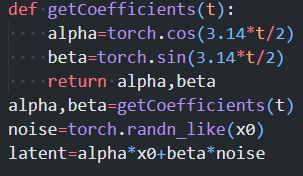 def getCoefficients(t):
    alpha=torch.cos(3.14*t/2)
    beta=torch.sin(3.14*t/2)
    return alpha,beta
alpha,beta=getCoefficients(t)
noise=torch.randn_like(x0)
latent=alpha*x0+beta*noise